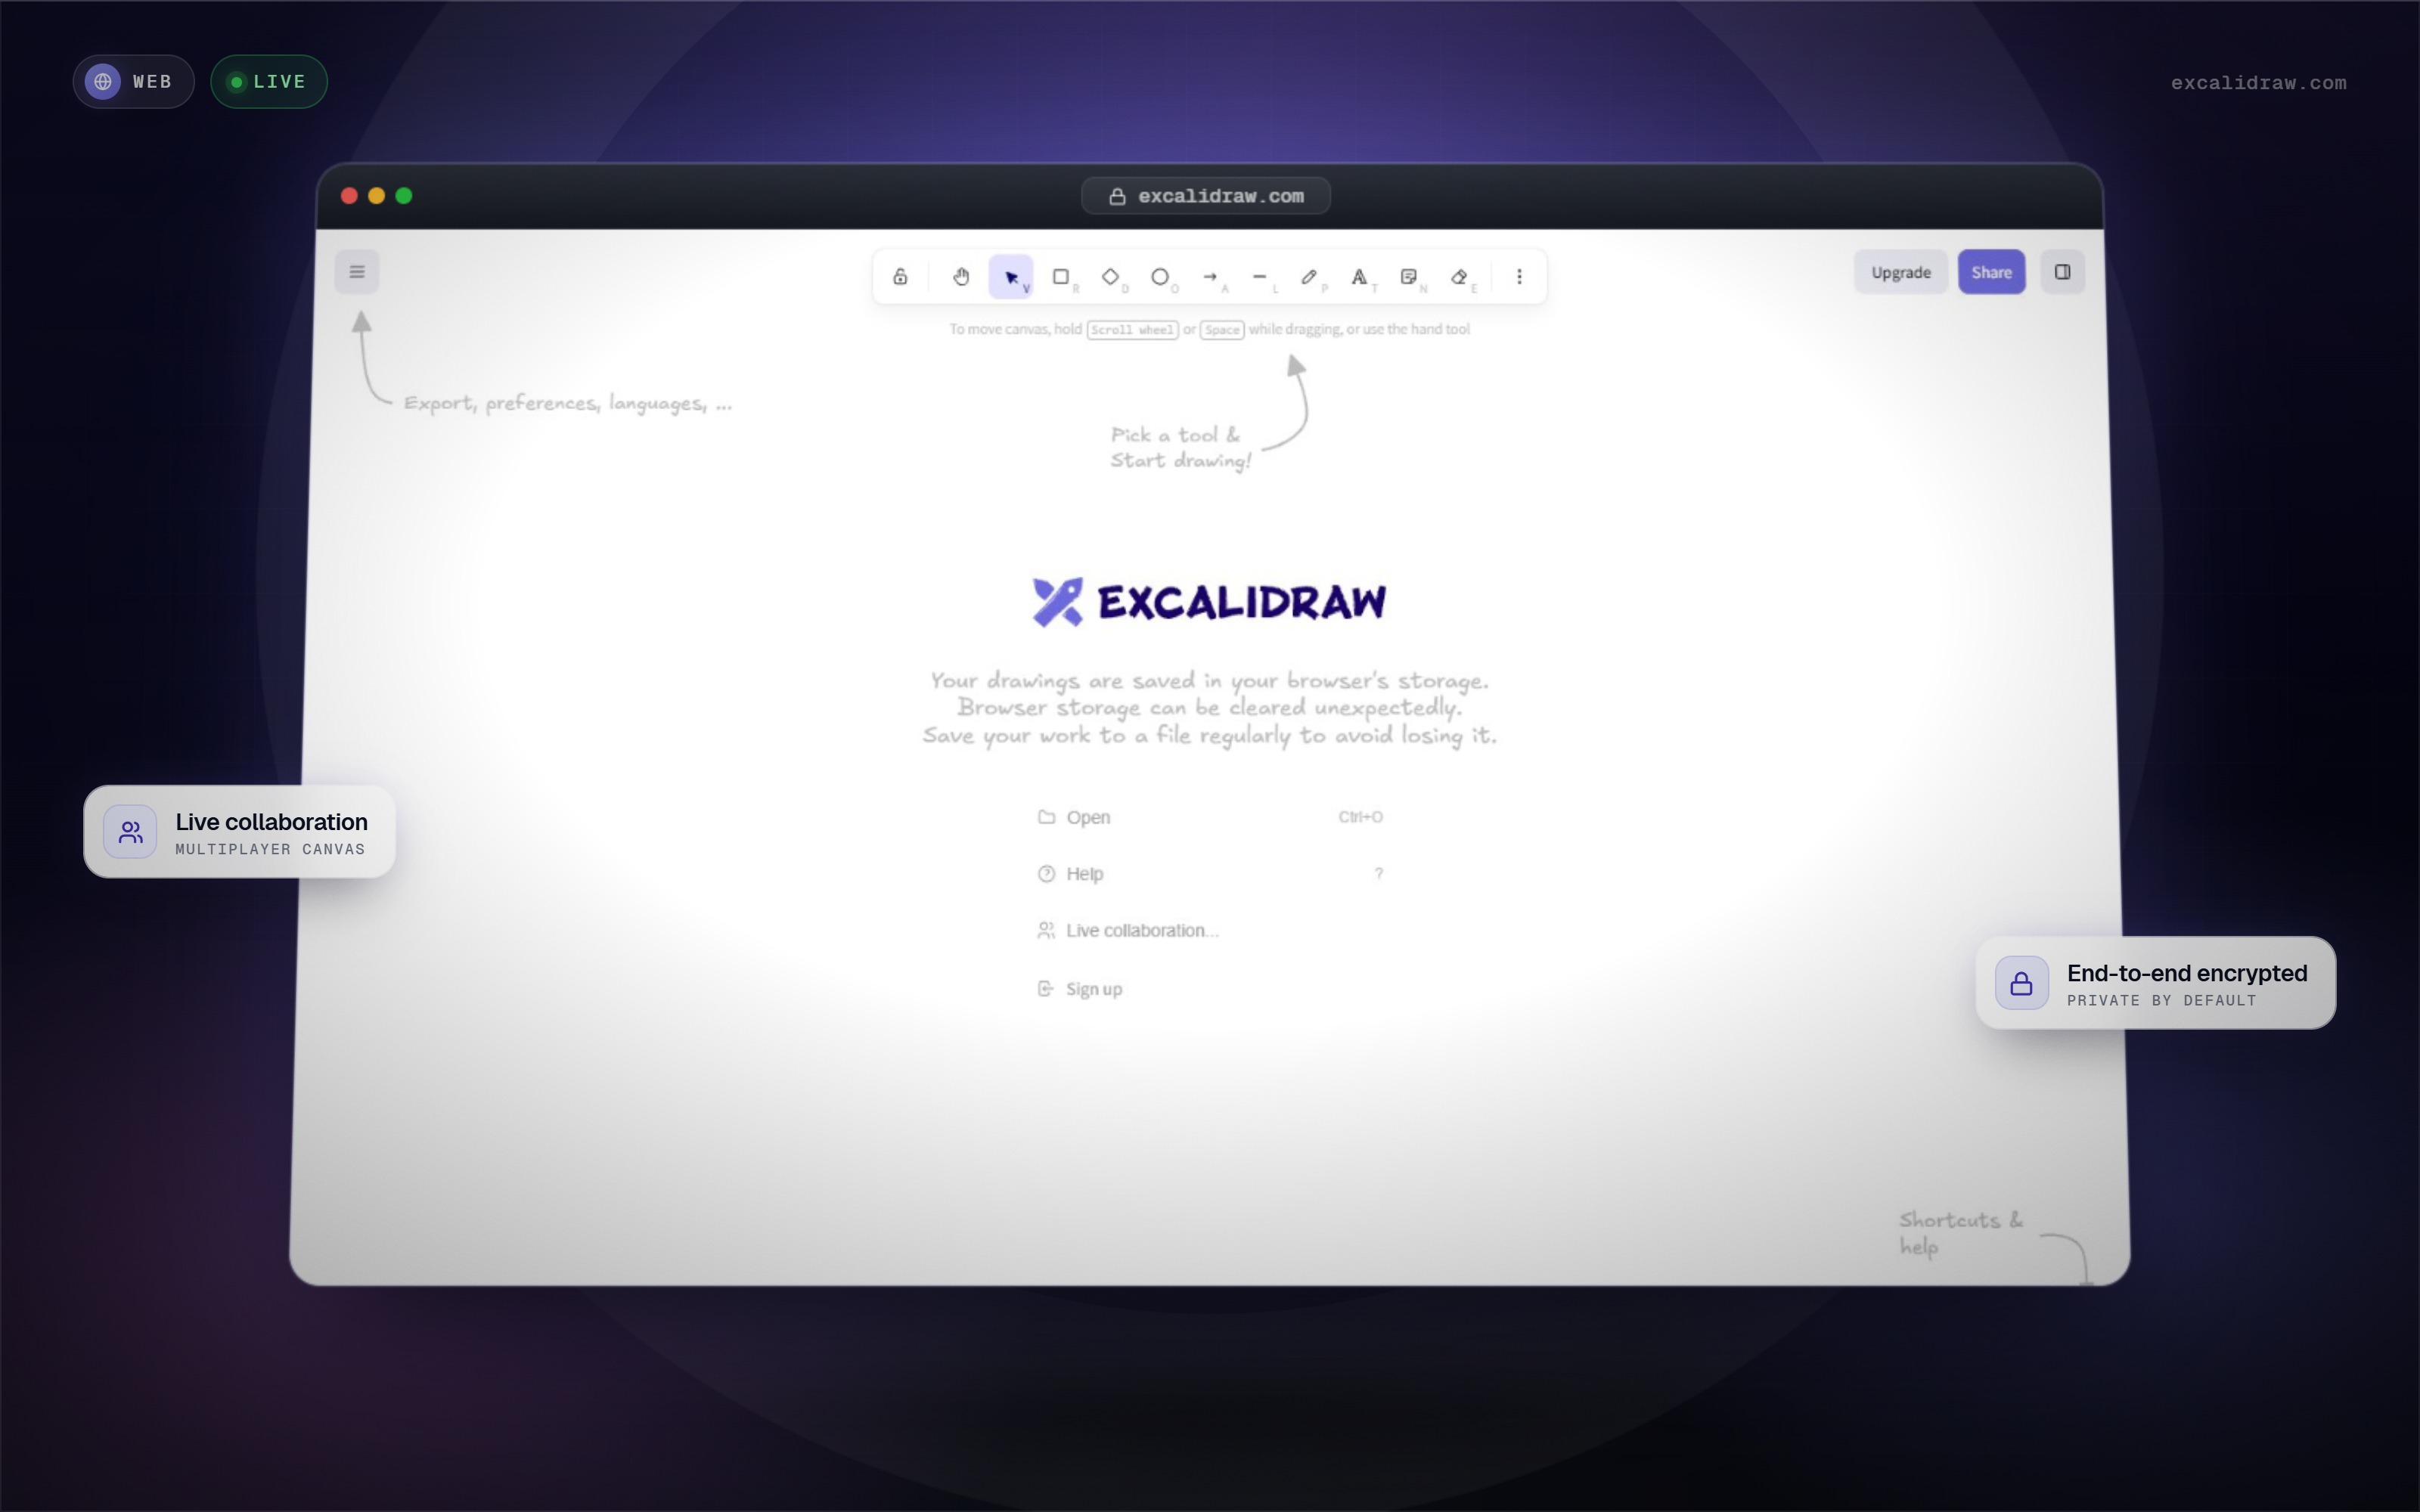 WEB
LIVE
excalidraw.com
excalidraw.com
V
R
D
O
A
L
P
T
N
E
Upgrade
Share
To move canvas, hold Scroll wheel or Space while dragging, or use the hand tool
Export, preferences, languages, ...
Pick a tool &
Start drawing!
EXCALIDRAW
Your drawings are saved in your browser's storage.
Browser storage can be cleared unexpectedly.
Save your work to a file regularly to avoid losing it.
Open Ctrl+O
Help ?
Live collaboration...
Sign up
Live collaboration
MULTIPLAYER CANVAS
End-to-end encrypted
PRIVATE BY DEFAULT
Shortcuts &
help